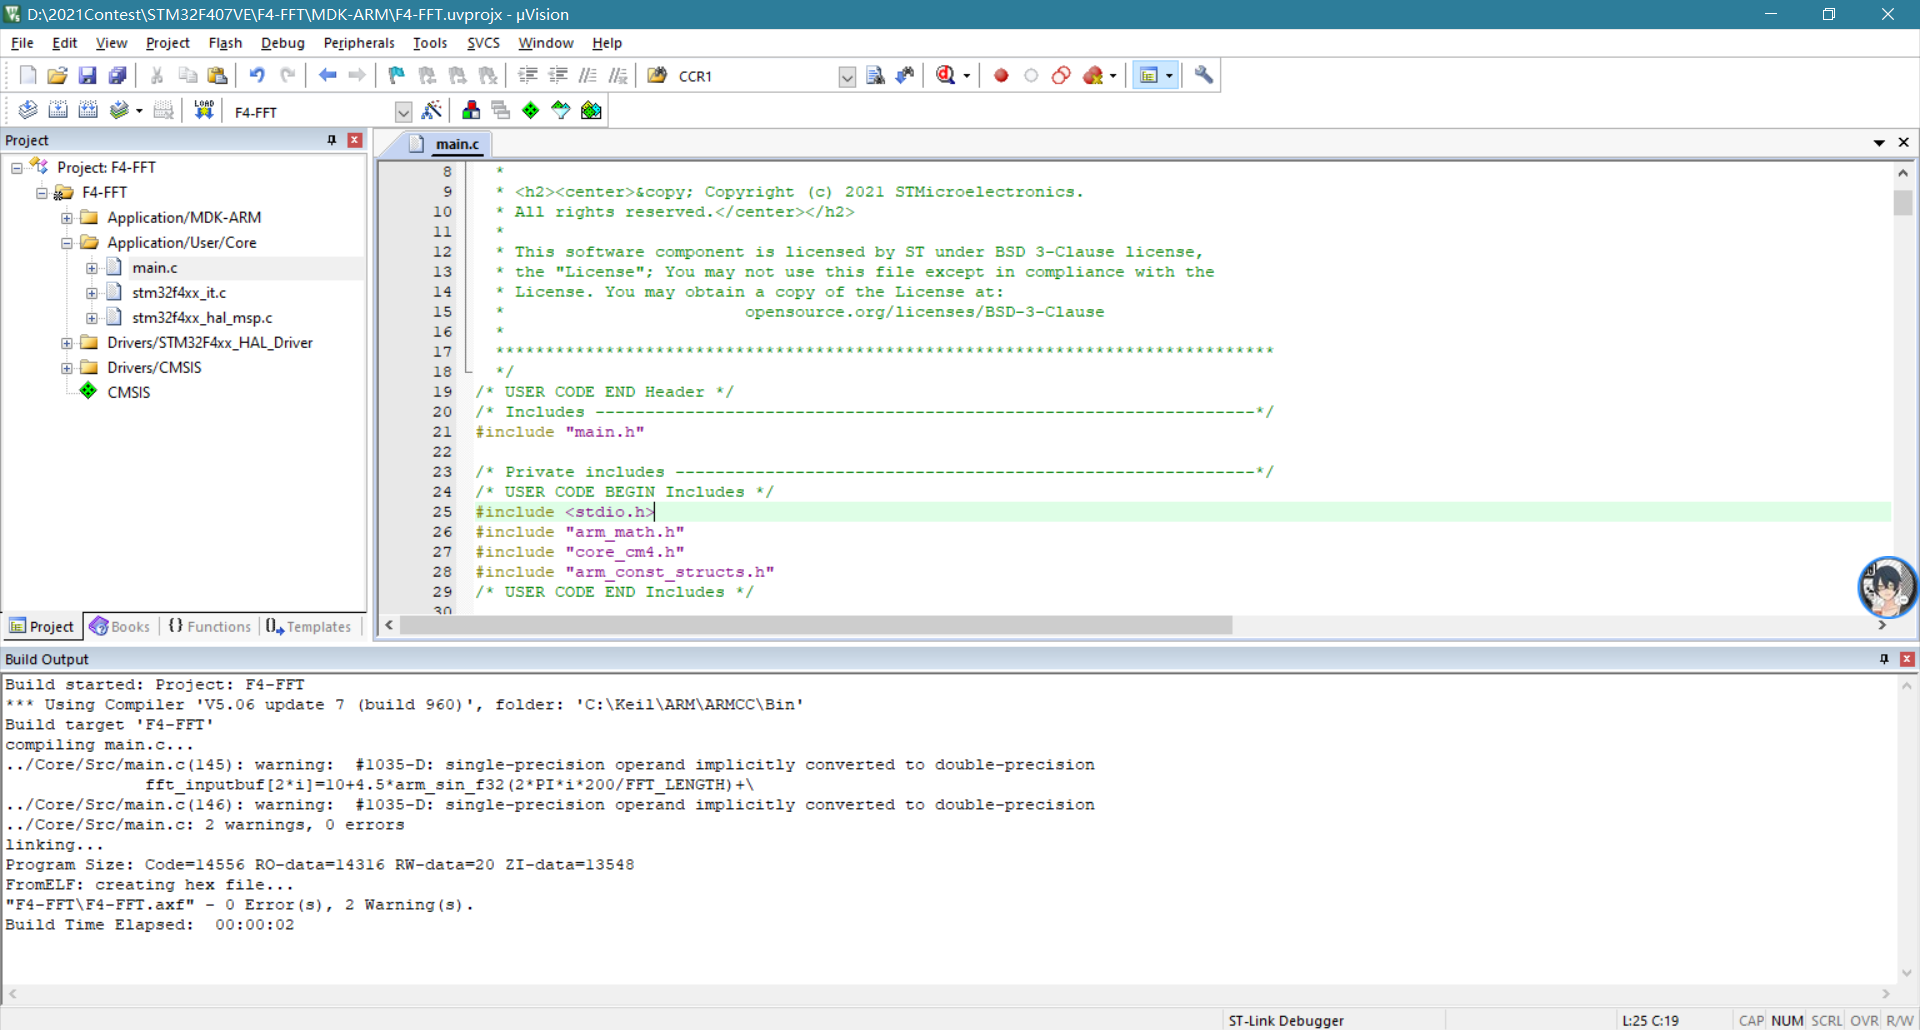 D:\2021Contest\STM32F407VE\F4-FFT\MDK-ARM\F4-FFT.uvprojx - µVision
File Edit View Project Flash Debug Peripherals Tools SVCS Window Help
CCR1
LOAD F4-FFT
Project
main.c
Project: F4-FFT
F4-FFT
Application/MDK-ARM
Application/User/Core
main.c
stm32f4xx_it.c
stm32f4xx_hal_msp.c
Drivers/STM32F4xx_HAL_Driver
Drivers/CMSIS
CMSIS
Project Books {} Functions Templates
8 *
9 * <h2><center>&copy; Copyright (c) 2021 STMicroelectronics.
10 * All rights reserved.</center></h2>
11 *
12 * This software component is licensed by ST under BSD 3-Clause license,
13 * the "License"; You may not use this file except in compliance with the
14 * License. You may obtain a copy of the License at:
15 * opensource.org/licenses/BSD-3-Clause
16 *
17 ******************************************************************************
18 */
19 /* USER CODE END Header */
20 /* Includes ------------------------------------------------------------------*/
21 #include "main.h"
22
23 /* Private includes ----------------------------------------------------------*/
24 /* USER CODE BEGIN Includes */
25 #include <stdio.h>
26 #include "arm_math.h"
27 #include "core_cm4.h"
28 #include "arm_const_structs.h"
29 /* USER CODE END Includes */
30
Build Output
Build started: Project: F4-FFT
*** Using Compiler 'V5.06 update 7 (build 960)', folder: 'C:\Keil\ARM\ARMCC\Bin'
Build target 'F4-FFT'
compiling main.c...
../Core/Src/main.c(145): warning:  #1035-D: single-precision operand implicitly converted to double-precision
fft_inputbuf[2*i]=10+4.5*arm_sin_f32(2*PI*i*200/FFT_LENGTH)+\
../Core/Src/main.c(146): warning:  #1035-D: single-precision operand implicitly converted to double-precision
../Core/Src/main.c: 2 warnings, 0 errors
linking...
Program Size: Code=14556 RO-data=14316 RW-data=20 ZI-data=13548
FromELF: creating hex file...
"F4-FFT\F4-FFT.axf" - 0 Error(s), 2 Warning(s).
Build Time Elapsed:  00:00:02
ST-Link Debugger L:25 C:19 CAP NUM SCRL OVR R/W